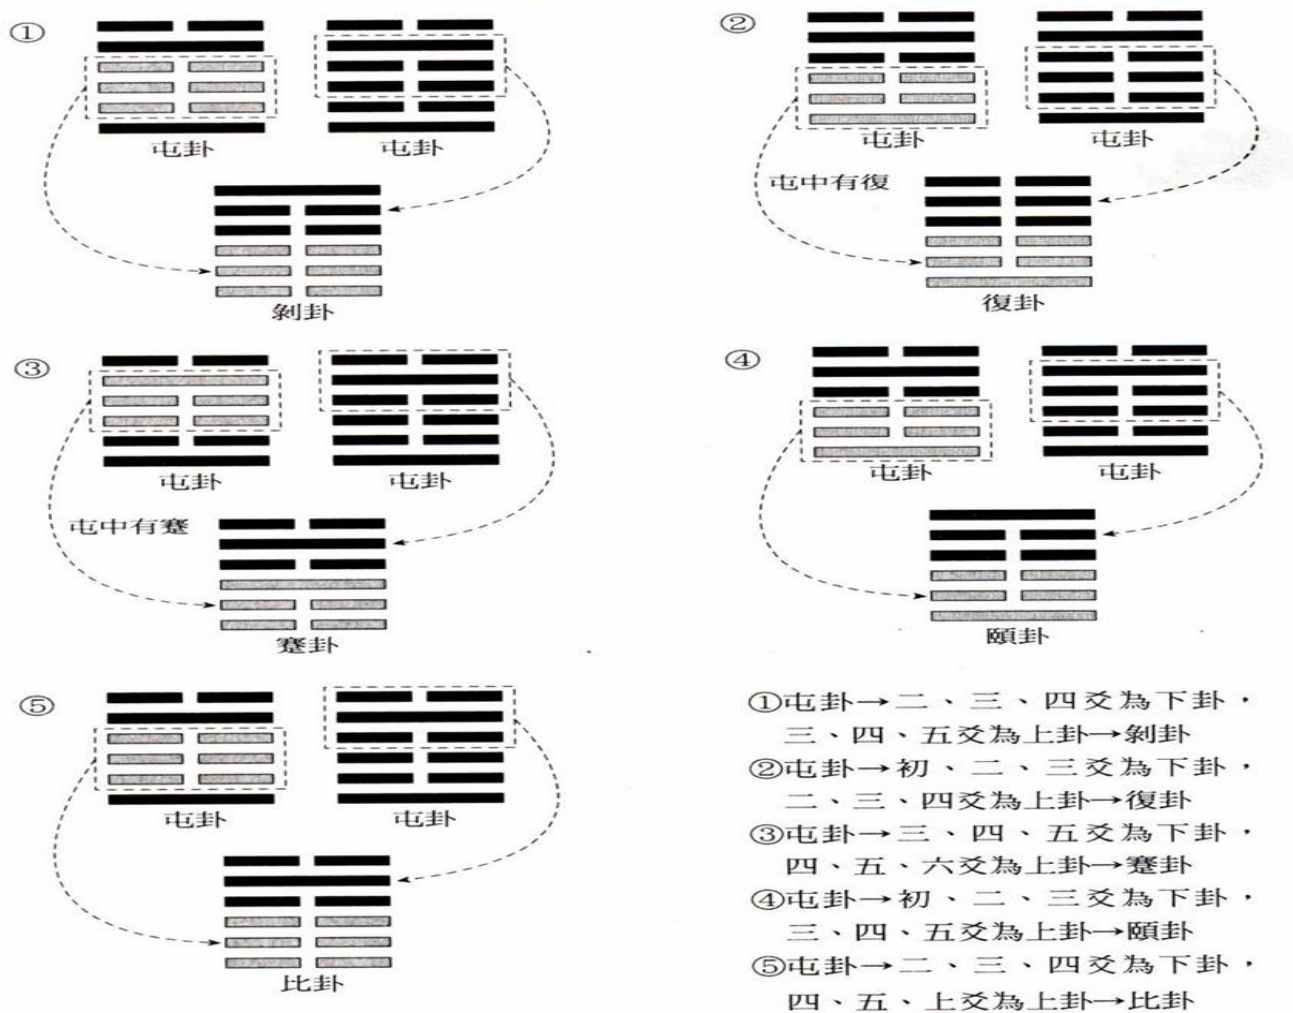 ①
屯卦
屯卦
剝卦
②
屯卦
屯卦
屯中有復
復卦
③
屯卦
屯卦
屯中有蹇
蹇卦
④
屯卦
屯卦
頤卦
⑤
屯卦
屯卦
比卦
①屯卦→二、三、四爻為下卦，
三、四、五爻為上卦→剝卦
②屯卦→初、二、三爻為下卦，
二、三、四爻為上卦→復卦
③屯卦→三、四、五爻為下卦，
四、五、六爻為上卦→蹇卦
④屯卦→初、二、三爻為下卦，
三、四、五爻為上卦→頤卦
⑤屯卦→二、三、四爻為下卦，
四、五、上爻為上卦→比卦